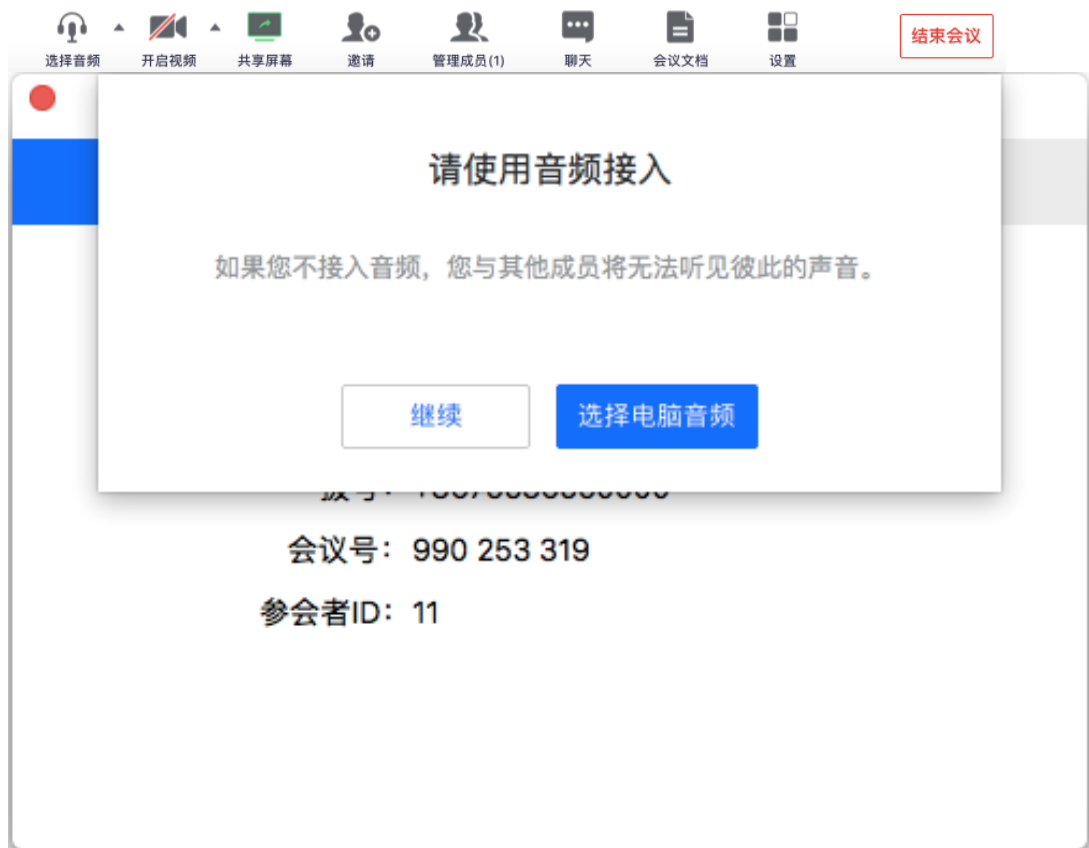 选择音频 开启视频 共享屏幕 邀请 管理成员(1) 聊天 会议文档 设置 结束会议
请使用音频接入
如果您不接入音频，您与其他成员将无法听见彼此的声音。
继续 选择电脑音频
会议号： 990 253 319
参会者ID： 11